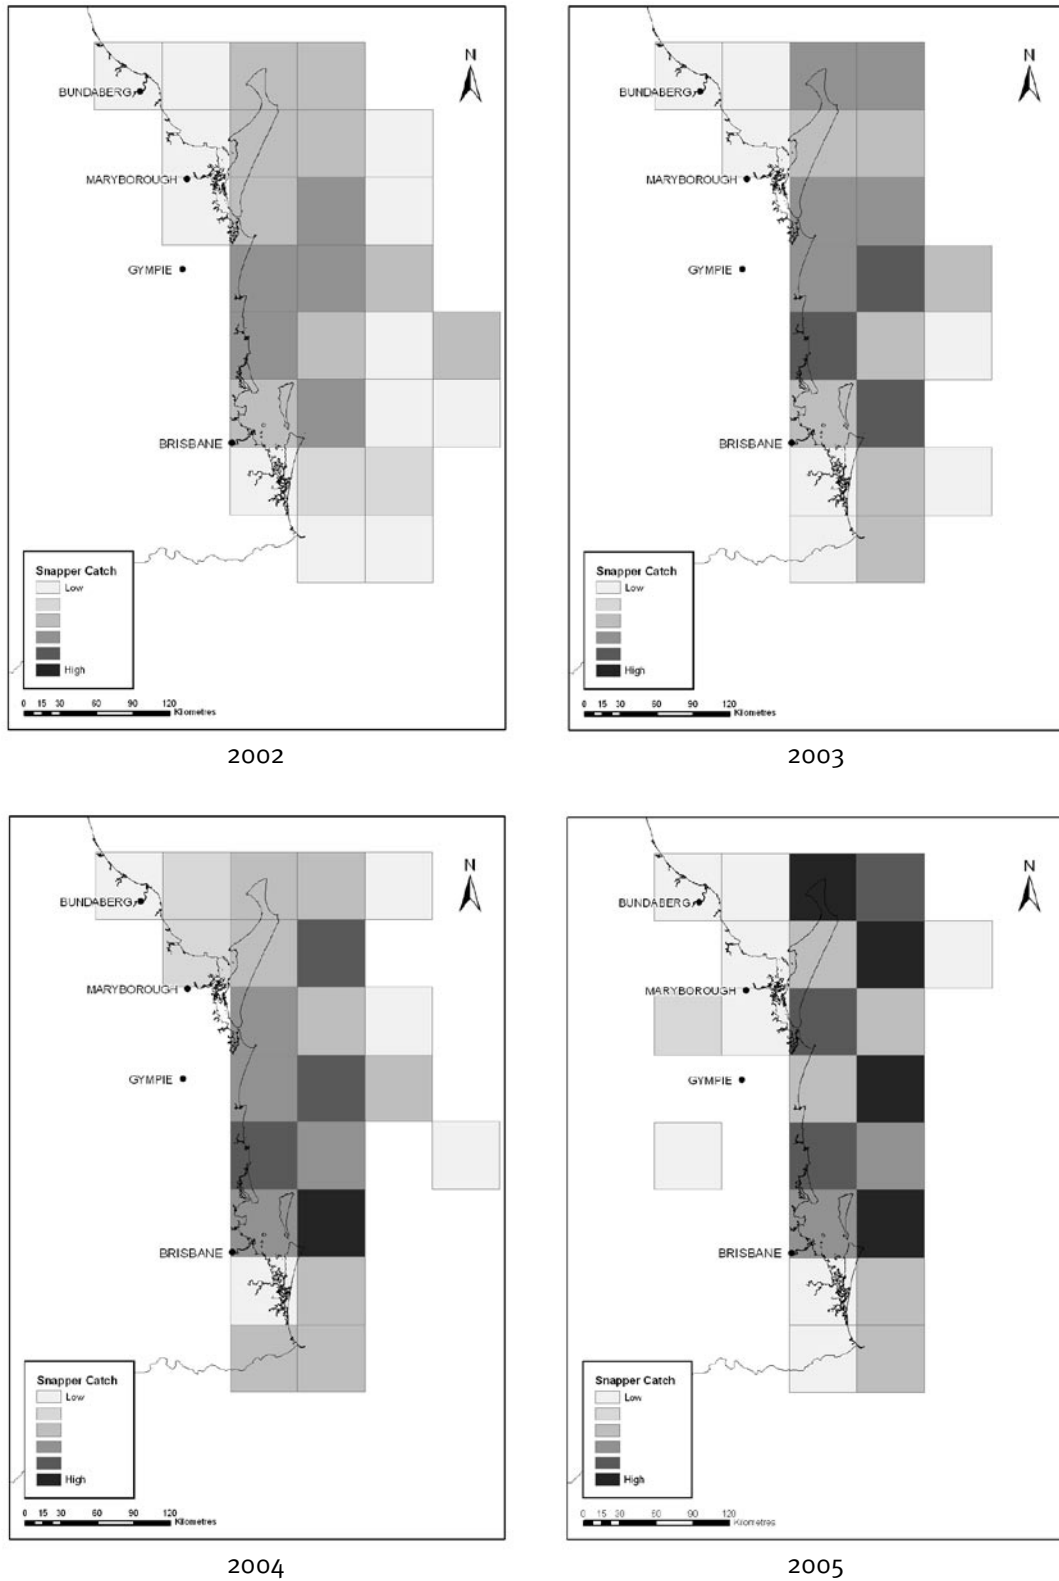 N
BUNDABERG
MARYBOROUGH
GYMPIE
BRISBANE
Snapper Catch
Low
High
0 15 30 60 90 120
Kilometres
2002
N
BUNDABERG
MARYBOROUGH
GYMPIE
BRISBANE
Snapper Catch
Low
High
0 15 30 60 90 120
Kilometres
2003
N
BUNDABERG
MARYBOROUGH
GYMPIE
BRISBANE
Snapper Catch
Low
High
0 15 30 60 90 120
Kilometres
2004
N
BUNDABERG
MARYBOROUGH
GYMPIE
BRISBANE
Snapper Catch
Low
High
0 15 30 60 90 120
Kilometres
2005